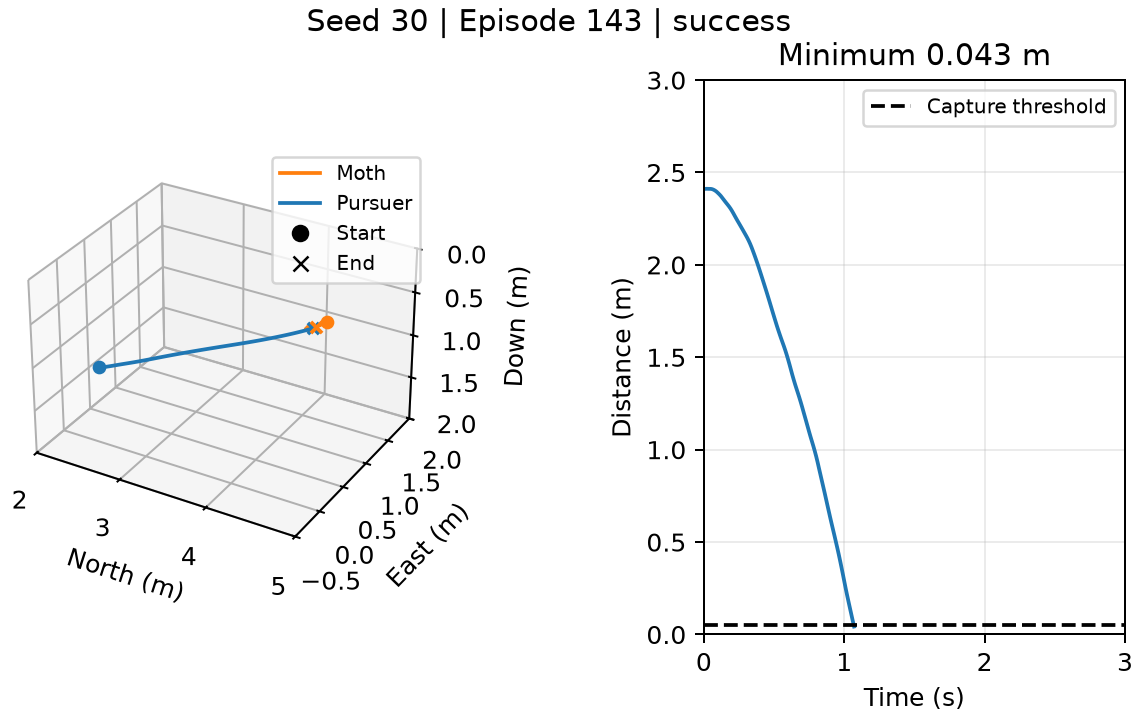 Seed 30 | Episode 143 | success
Moth
Pursuer
Start
End
0.0
0.5
1.0
1.5
2.0
Down (m)
2.0
1.5
1.0
0.5
0.0
−0.5
East (m)
2
3
4
5
North (m)
Minimum 0.043 m
Capture threshold
3.0
2.5
2.0
1.5
1.0
0.5
0.0
Distance (m)
0
1
2
3
Time (s)